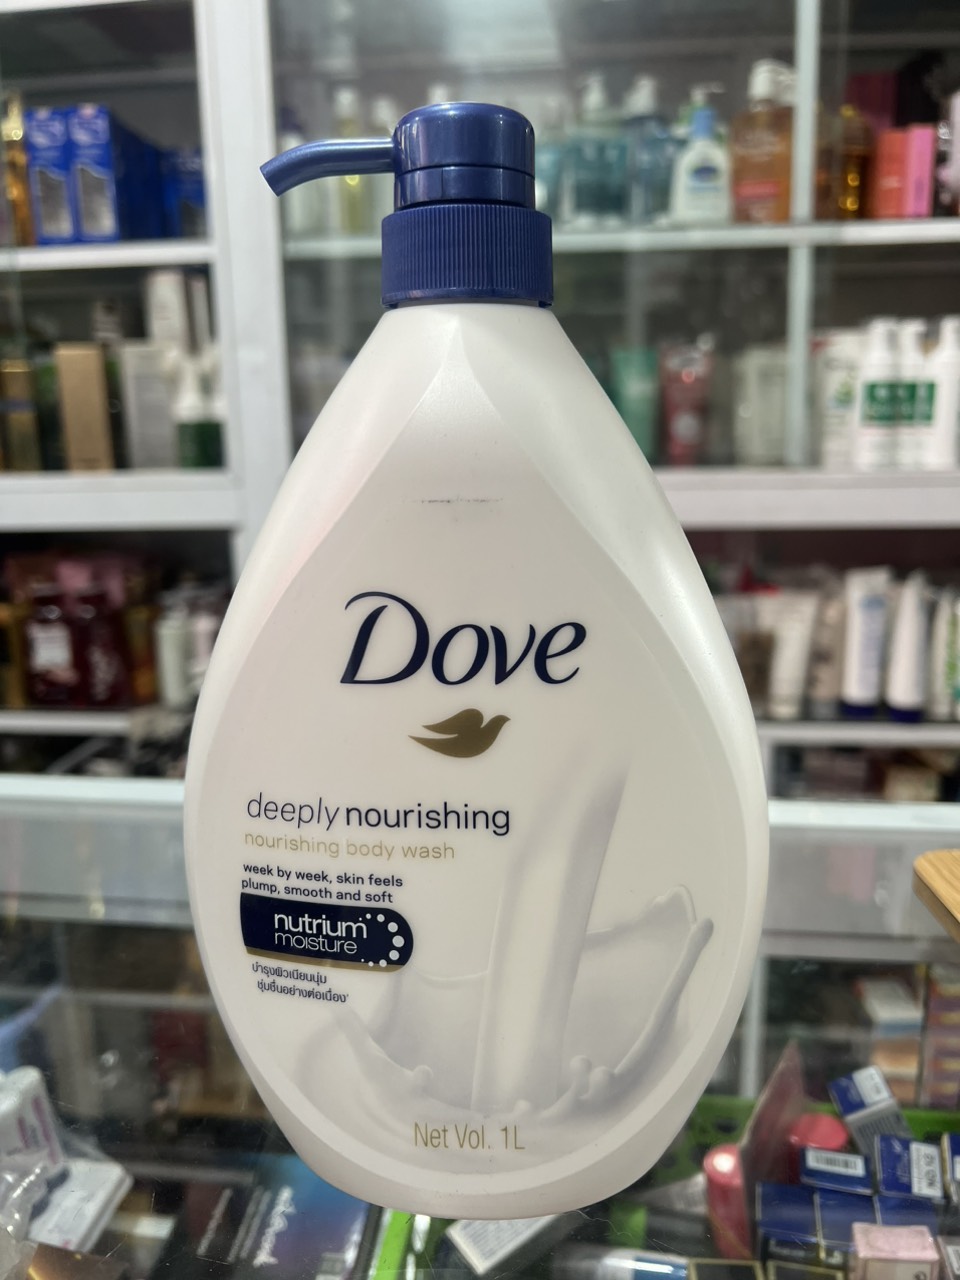 Dove
deeply nourishing
nourishing body wash
week by week, skin feels
plump, smooth and soft
nutrium
moisture
บำรุงผิวเนียนนุ่ม
ชุ่มชื้นอย่างต่อเนื่อง*
Net Vol. 1L